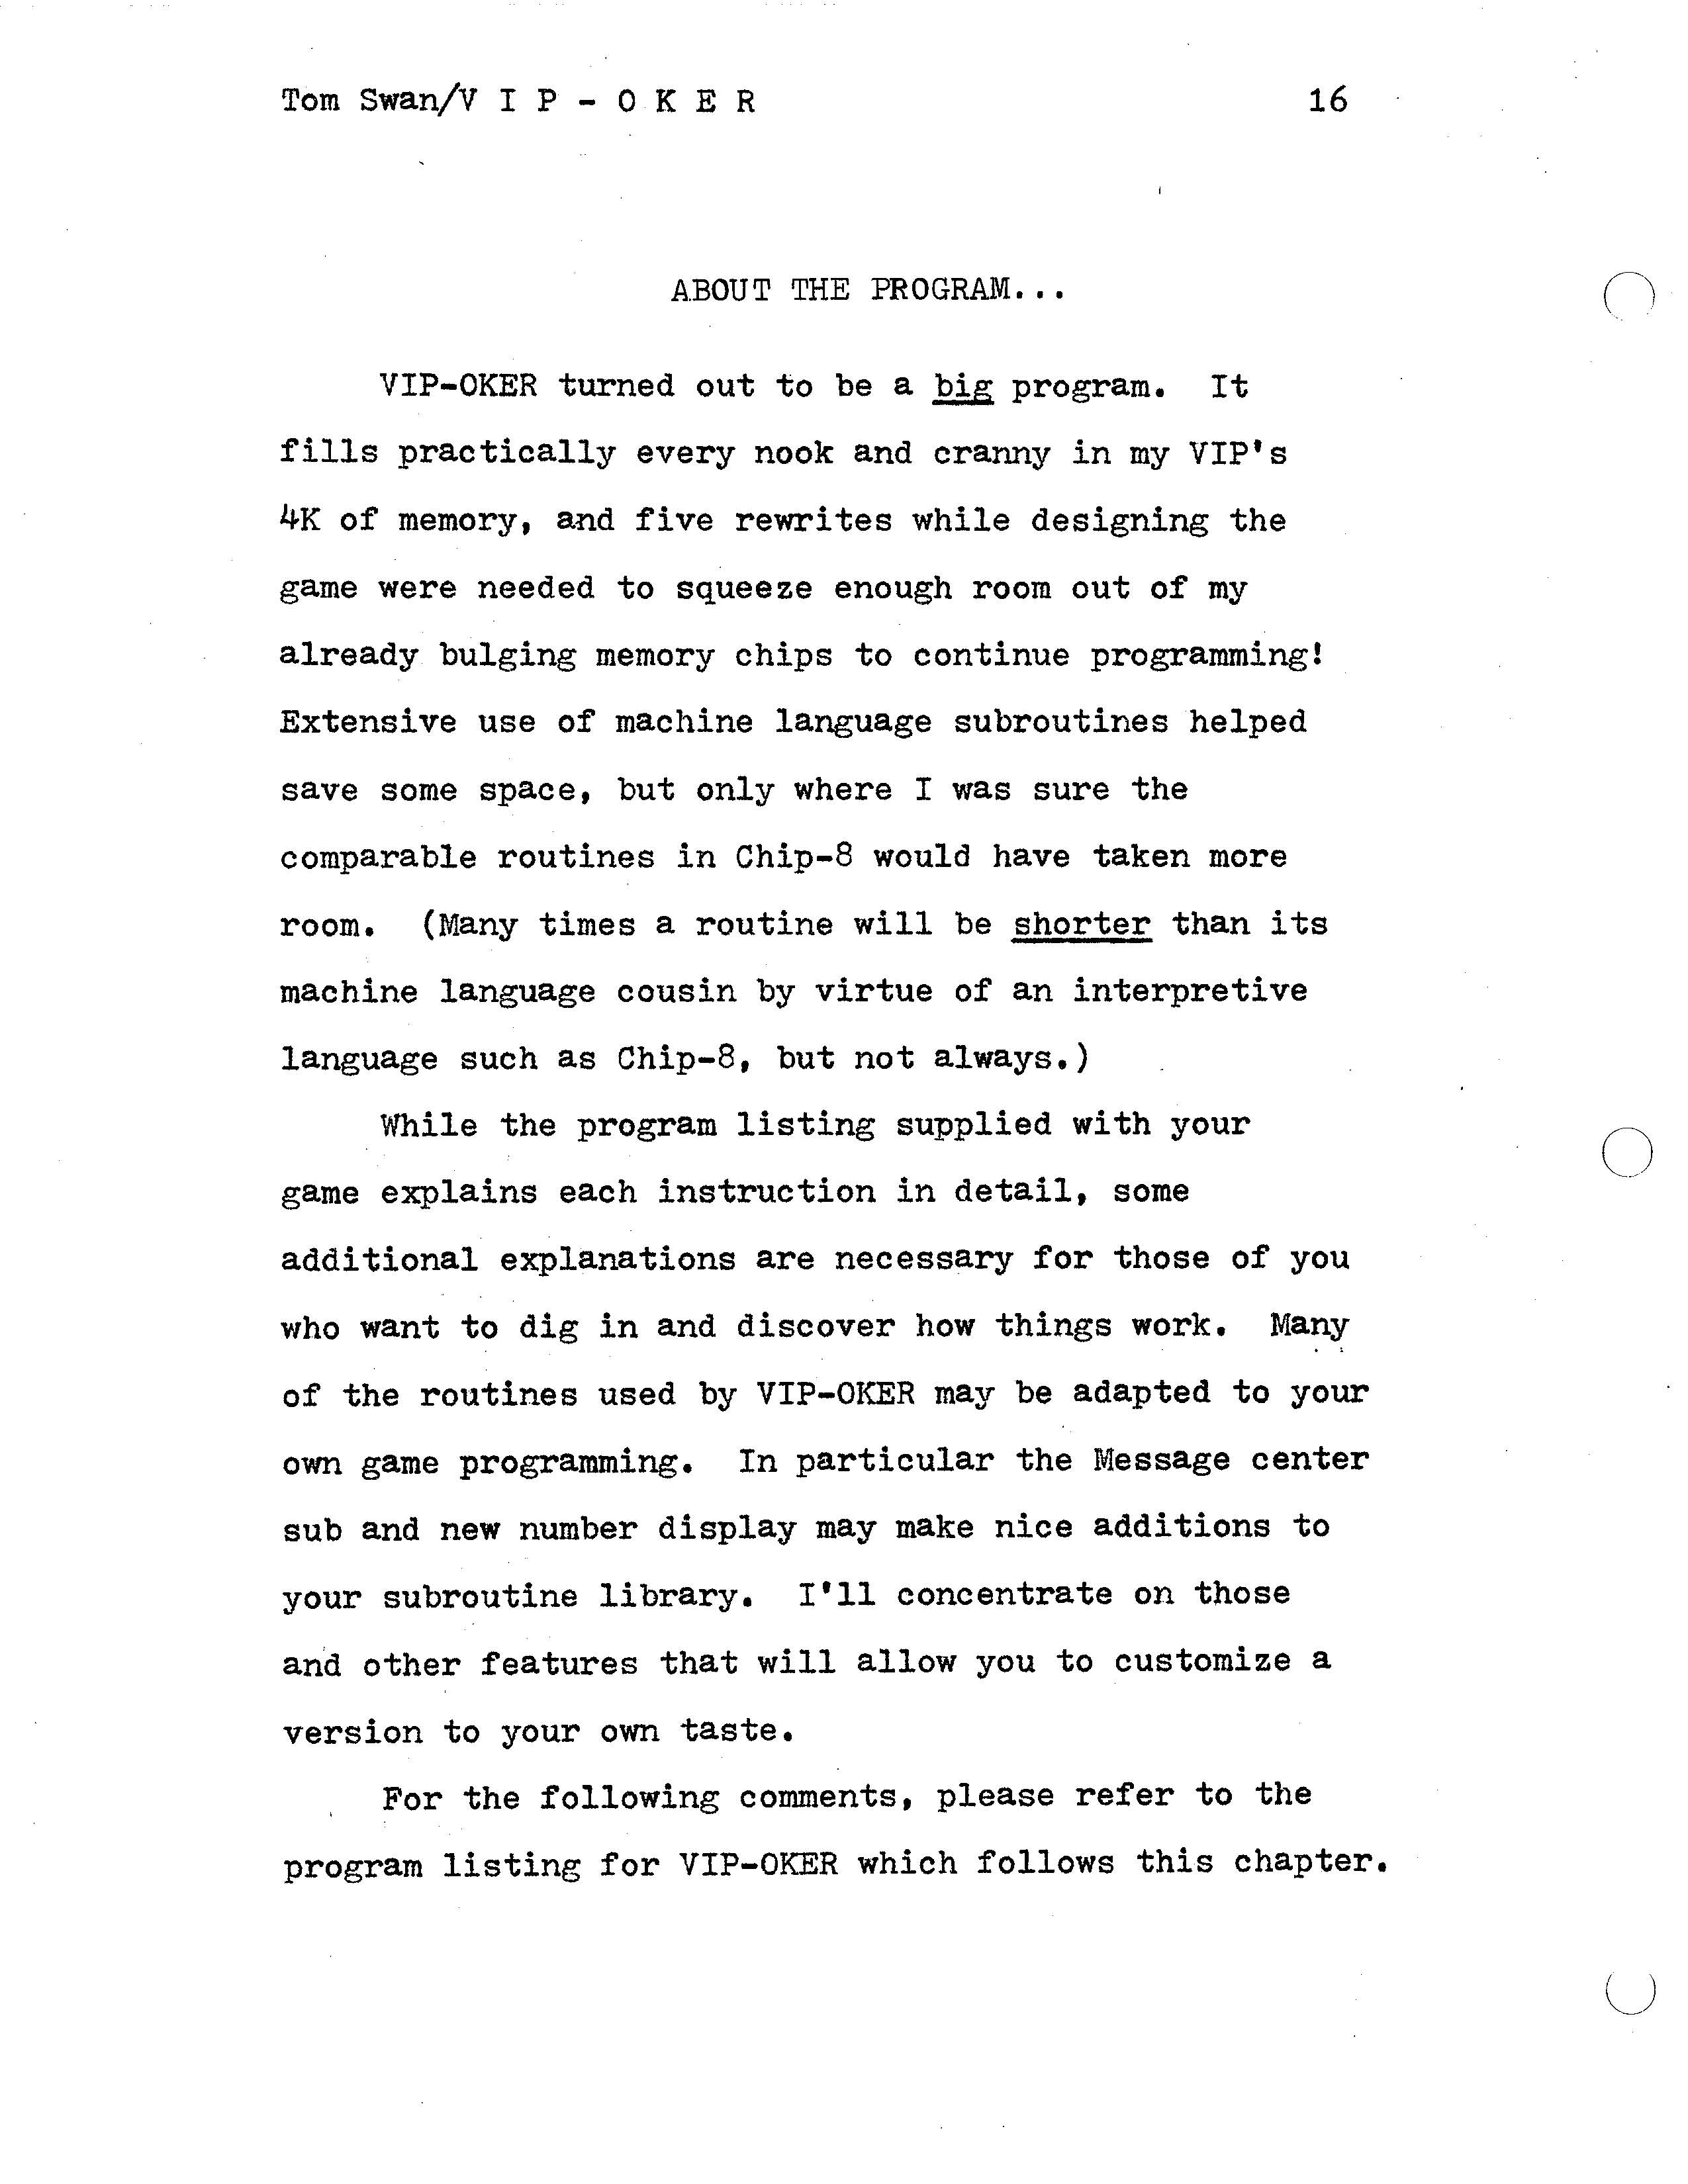 Tom Swan/V I P - O K E R 16
ABOUT THE PROGRAM...
VIP-OKER turned out to be a big program. It
fills practically every nook and cranny in my VIP's
4K of memory, and five rewrites while designing the
game were needed to squeeze enough room out of my
already bulging memory chips to continue programming!
Extensive use of machine language subroutines helped
save some space, but only where I was sure the
comparable routines in Chip-8 would have taken more
room. (Many times a routine will be shorter than its
machine language cousin by virtue of an interpretive
language such as Chip-8, but not always.)
While the program listing supplied with your
game explains each instruction in detail, some
additional explanations are necessary for those of you
who want to dig in and discover how things work. Many
of the routines used by VIP-OKER may be adapted to your
own game programming. In particular the Message center
sub and new number display may make nice additions to
your subroutine library. I'll concentrate on those
and other features that will allow you to customize a
version to your own taste.
For the following comments, please refer to the
program listing for VIP-OKER which follows this chapter.